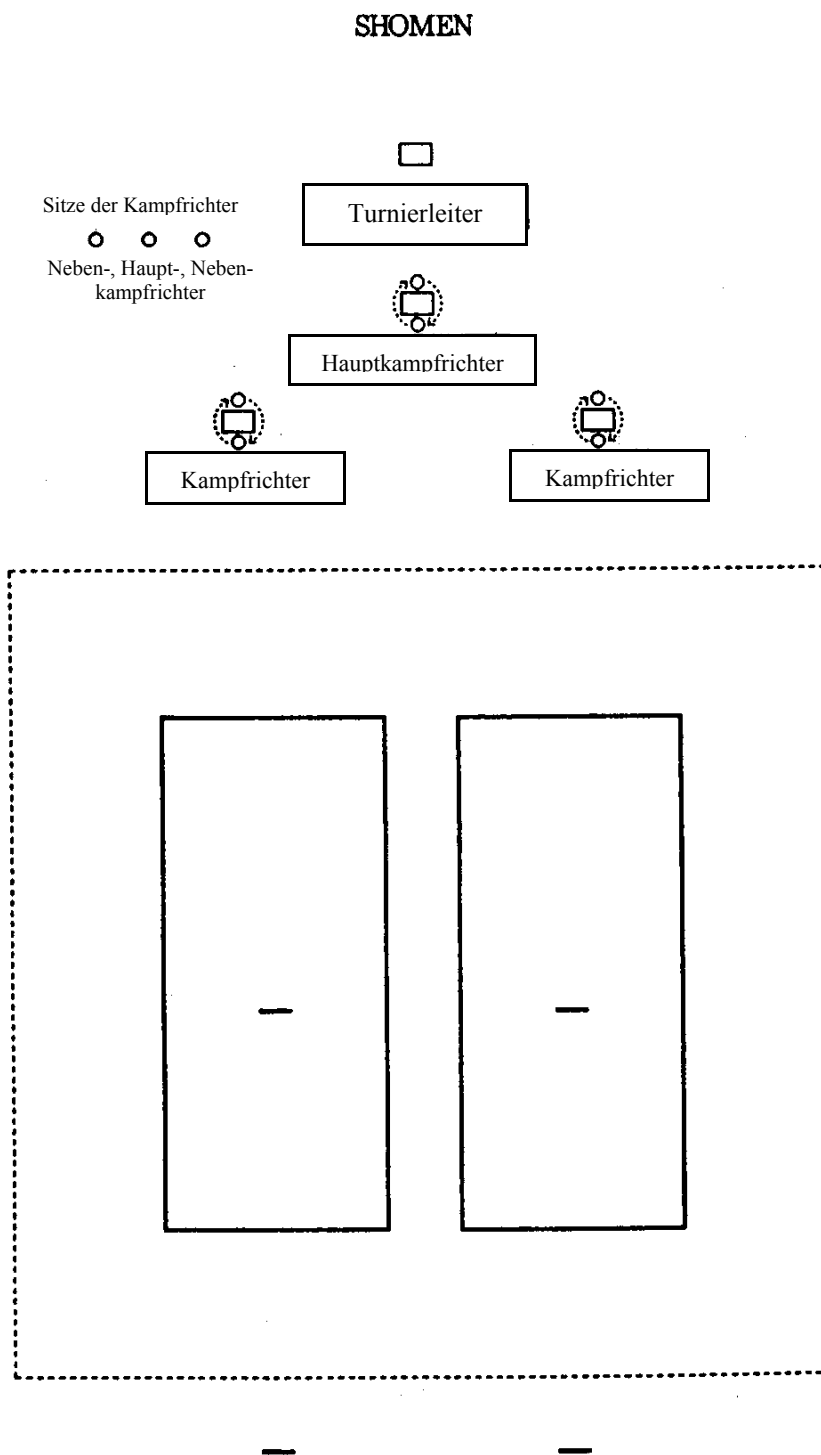 SHOMEN
Sitze der Kampfrichter
Neben-, Haupt-, Neben-
kampfrichter
Turnierleiter
Hauptkampfrichter
Kampfrichter
Kampfrichter